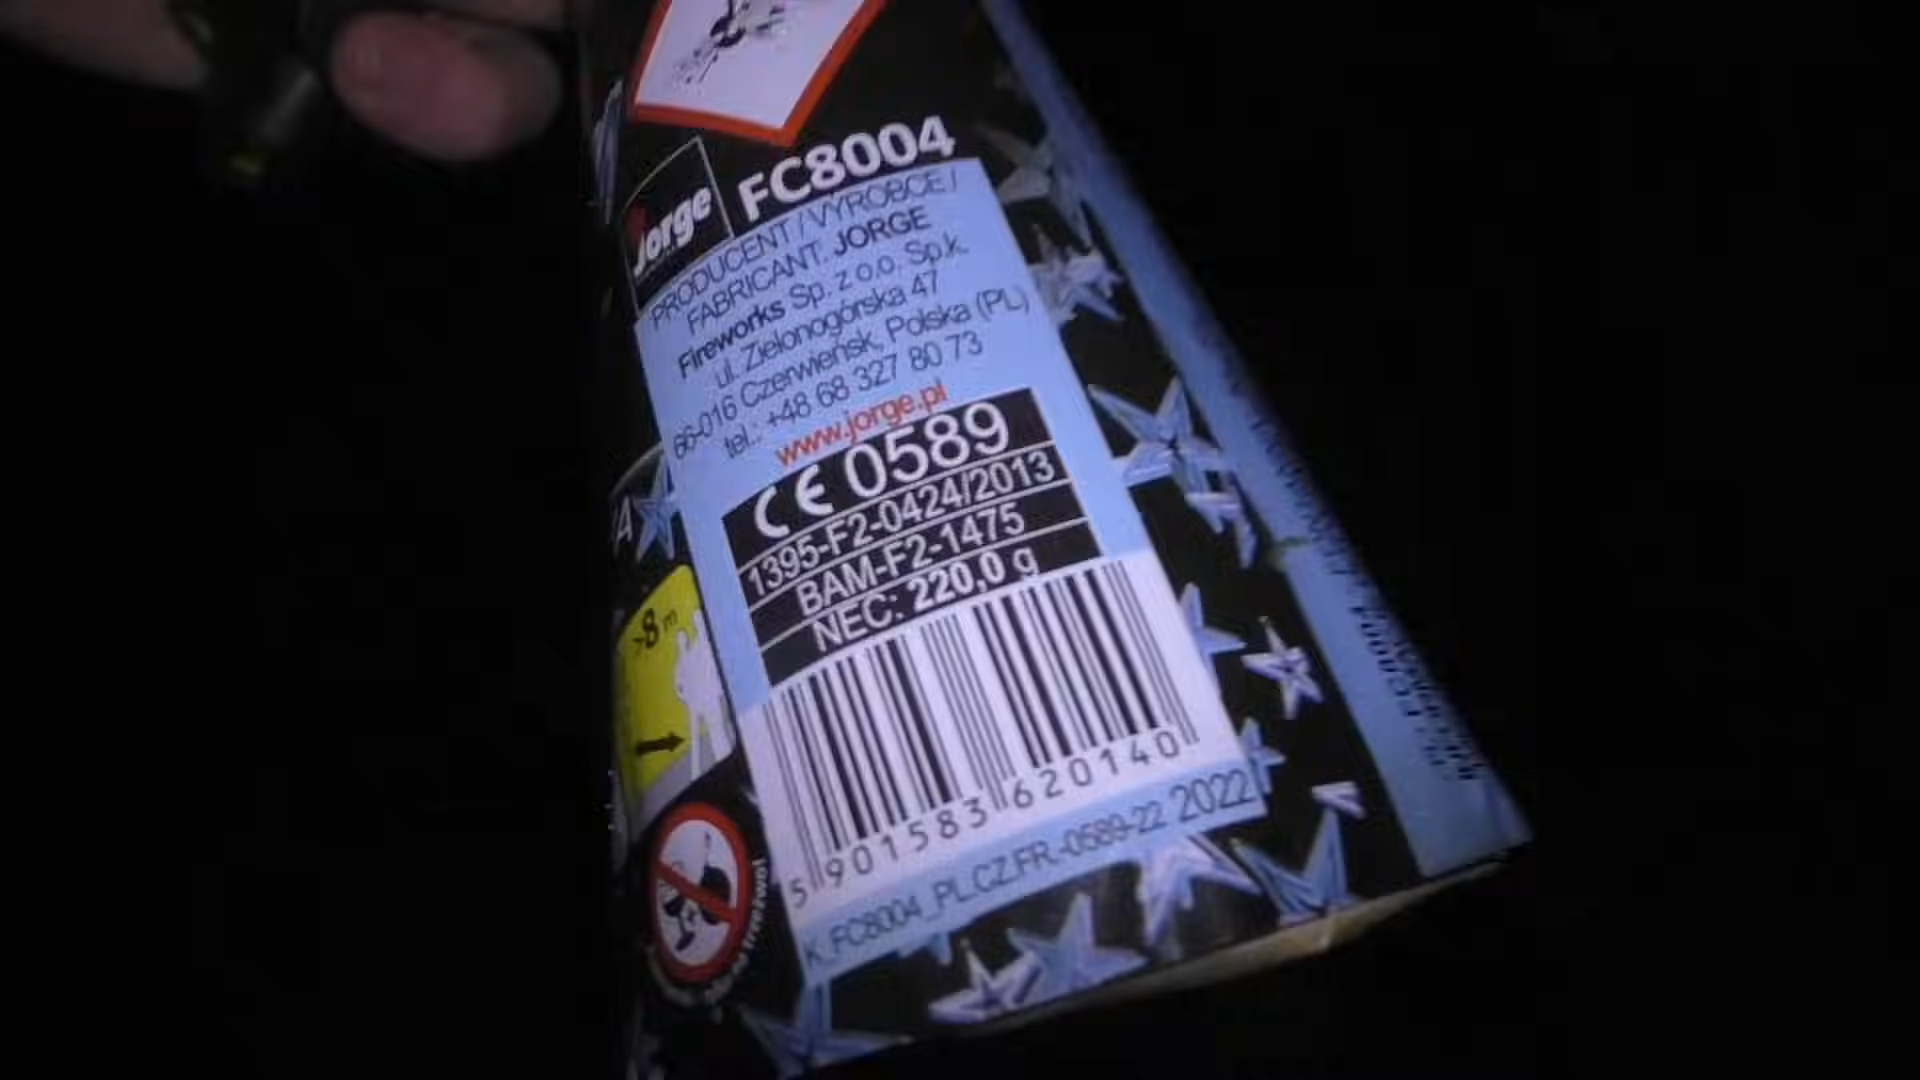 FC8004
Jorge
PRODUCENT / VÝROBCE /
FABRICANT: JORGE
Fireworks Sp. z o.o. Sp.k.
ul. Zielonogórska 47
66-016 Czerwieńsk, Polska (PL)
tel.: +48 68 327 80 73
www.jorge.pl
CE 0589
1395-F2-0424/2013
BAM-F2-1475
NEC: 220,0 g
>8 m
5 901583 620140
K_FC8004_PL.CZ.FR.-0589-22 2022